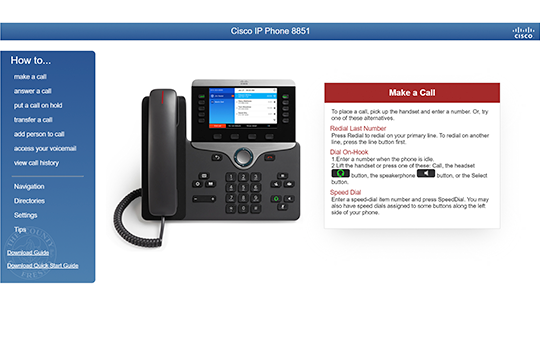 Cisco IP Phone 8851
CISCO
How to...
make a call
answer a call
put a call on hold
transfer a call
add person to call
access your voicemail
view call history
Navigation
Directories
Settings
Tips
Download Guide
Download Quick Start Guide
Make a Call
To place a call, pick up the handset and enter a number. Or, try
one of these alternatives.
Redial Last Number
Press Redial to redial on your primary line. To redial on another
line, press the line button first.
Dial On-Hook
1.Enter a number when the phone is idle.
2.Lift the handset or press one of these: Call, the headset
button, the speakerphone button, or the Select
button.
Speed Dial
Enter a speed-dial item number and press SpeedDial. You may
also have speed dials assigned to some buttons along the left
side of your phone.